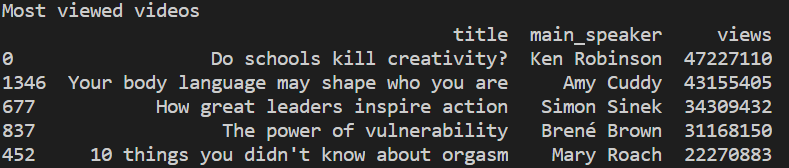 Most viewed videos
title main_speaker views
0 Do schools kill creativity? Ken Robinson 47227110
1346 Your body language may shape who you are Amy Cuddy 43155405
677 How great leaders inspire action Simon Sinek 34309432
837 The power of vulnerability Brené Brown 31168150
452 10 things you didn't know about orgasm Mary Roach 22270883